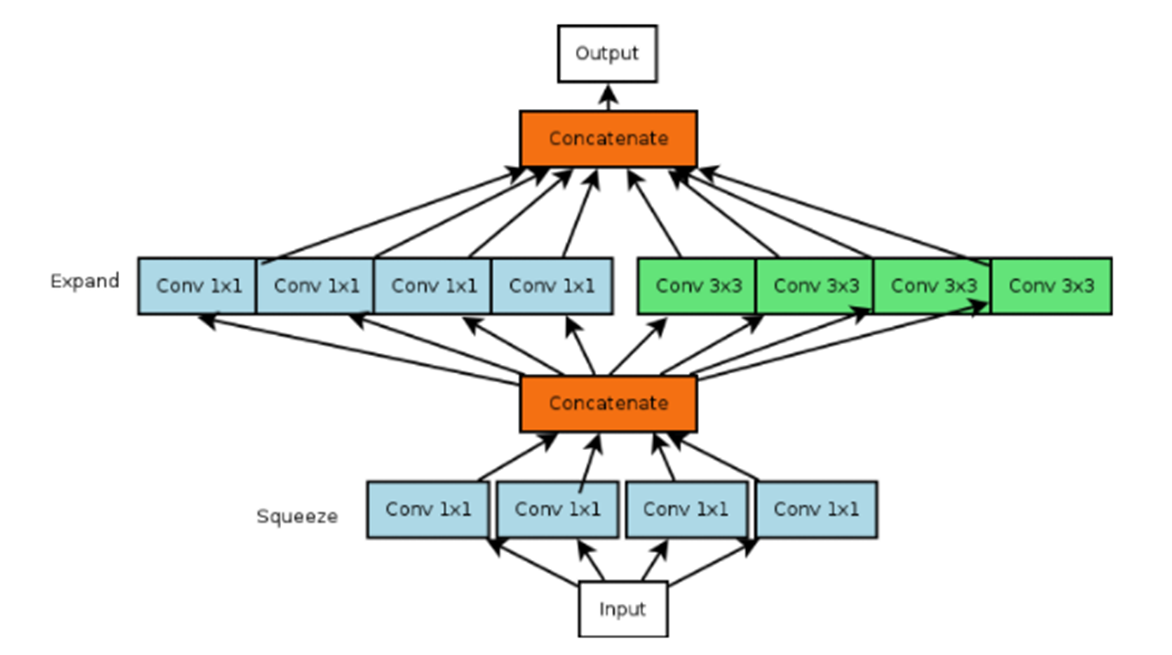 Output
Concatenate
Expand
Conv 1x1 Conv 1x1 Conv 1x1 Conv 1x1 Conv 3x3 Conv 3x3 Conv 3x3 Conv 3x3
Concatenate
Squeeze
Conv 1x1 Conv 1x1 Conv 1x1 Conv 1x1
Input